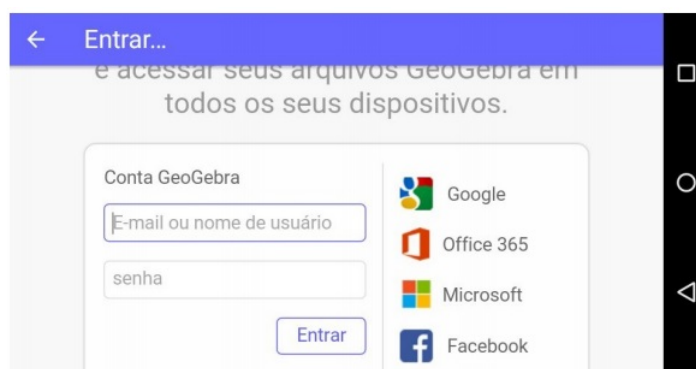 Entrar...
e acessar seus arquivos GeoGebra em
todos os seus dispositivos.
Conta GeoGebra
E-mail ou nome de usuário
senha
Entrar
Google
Office 365
Microsoft
Facebook